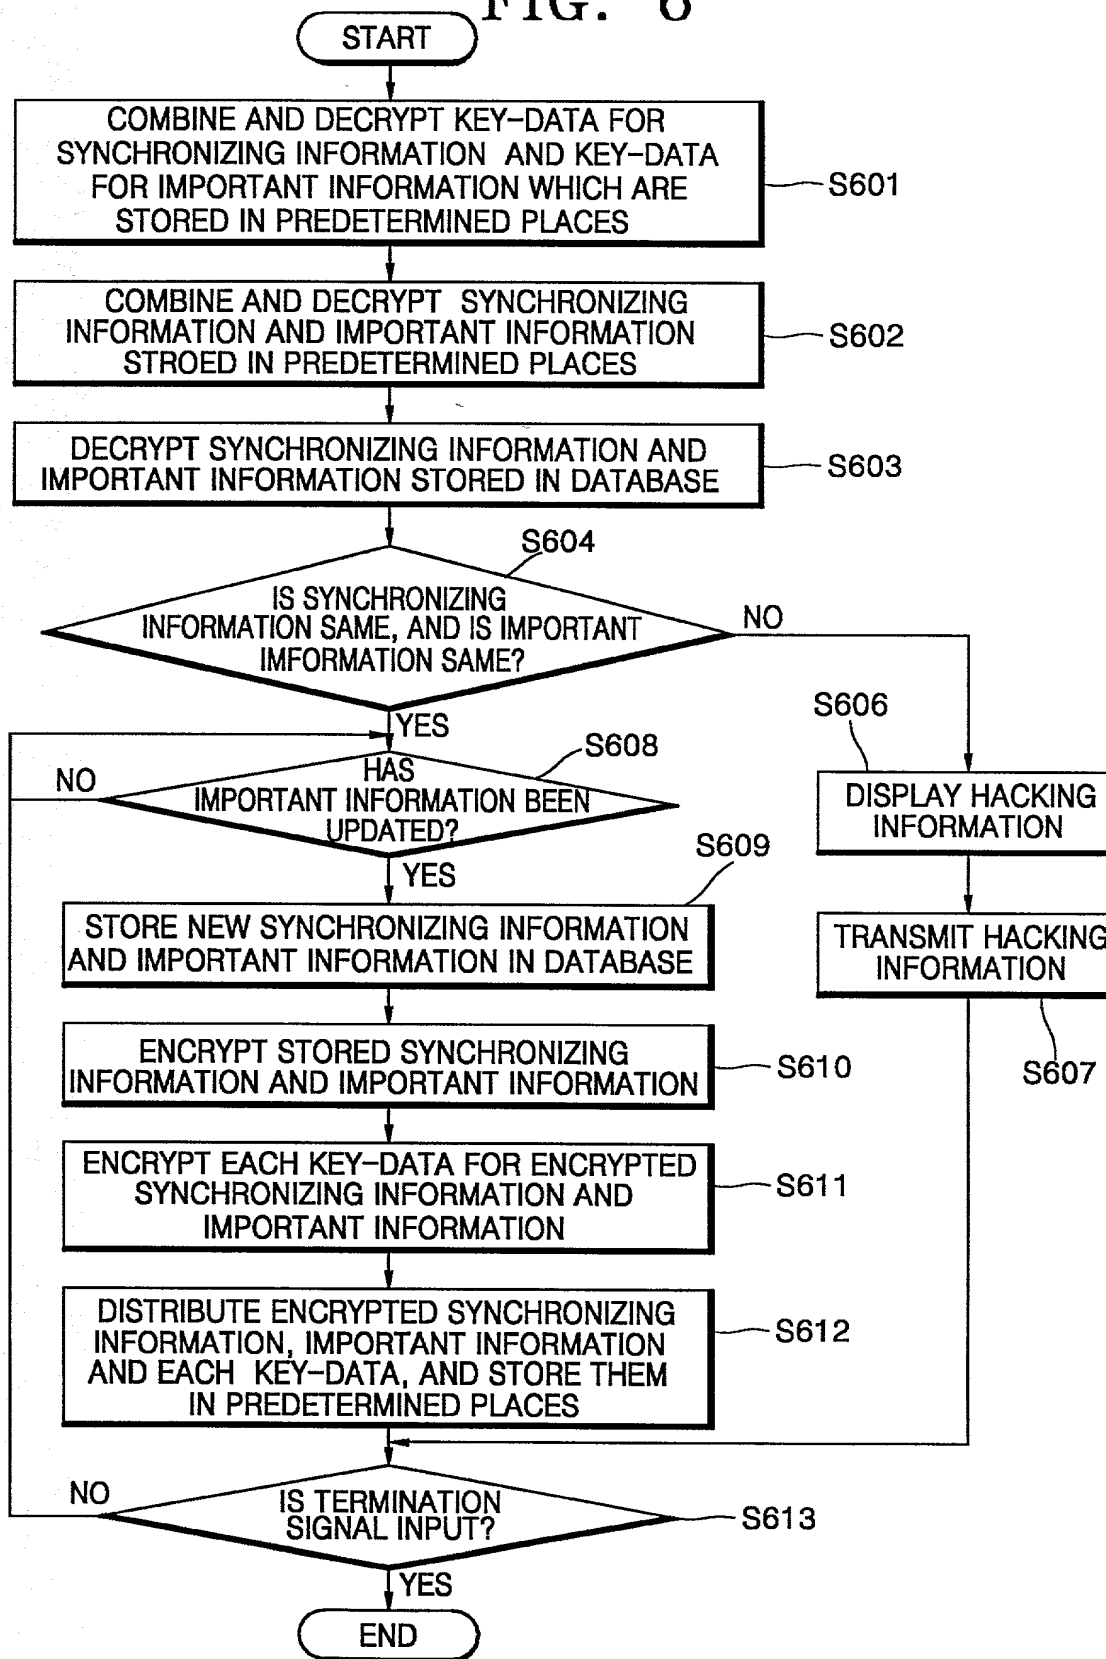 FIG. 6
START
COMBINE AND DECRYPT KEY-DATA FOR
SYNCHRONIZING INFORMATION AND KEY-DATA
FOR IMPORTANT INFORMATION WHICH ARE
STORED IN PREDETERMINED PLACES
S601
COMBINE AND DECRYPT SYNCHRONIZING
INFORMATION AND IMPORTANT INFORMATION
STROED IN PREDETERMINED PLACES
S602
DECRYPT SYNCHRONIZING INFORMATION AND
IMPORTANT INFORMATION STORED IN DATABASE
S603
S604
IS SYNCHRONIZING
INFORMATION SAME, AND IS IMPORTANT
IMFORMATION SAME?
NO
YES
S606
DISPLAY HACKING
INFORMATION
TRANSMIT HACKING
INFORMATION
S607
S608
HAS
IMPORTANT INFORMATION BEEN
UPDATED?
NO
YES
S609
STORE NEW SYNCHRONIZING INFORMATION
AND IMPORTANT INFORMATION IN DATABASE
ENCRYPT STORED SYNCHRONIZING
INFORMATION AND IMPORTANT INFORMATION
S610
ENCRYPT EACH KEY-DATA FOR ENCRYPTED
SYNCHRONIZING INFORMATION AND
IMPORTANT INFORMATION
S611
DISTRIBUTE ENCRYPTED SYNCHRONIZING
INFORMATION, IMPORTANT INFORMATION
AND EACH KEY-DATA, AND STORE THEM
IN PREDETERMINED PLACES
S612
NO
IS TERMINATION
SIGNAL INPUT?
S613
YES
END